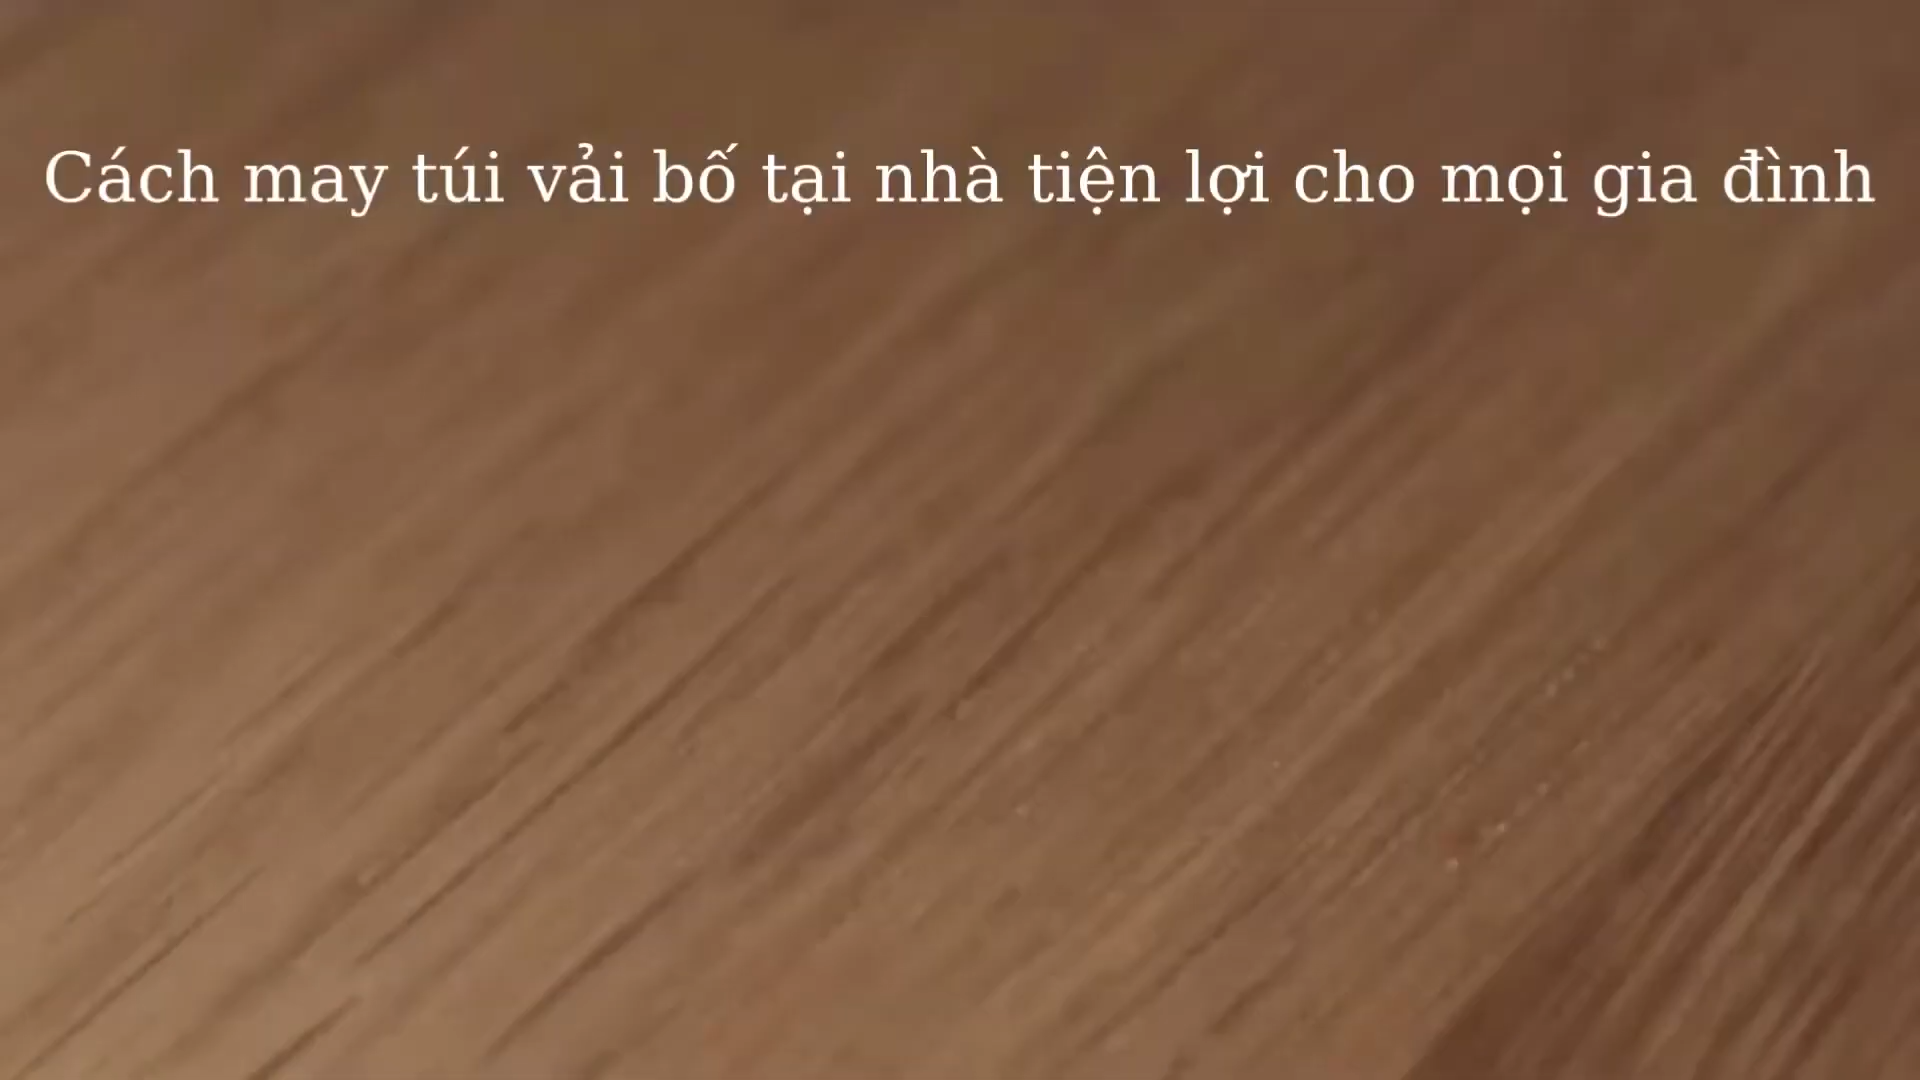 Cách may túi vải bố tại nhà tiện lợi cho mọi gia đình